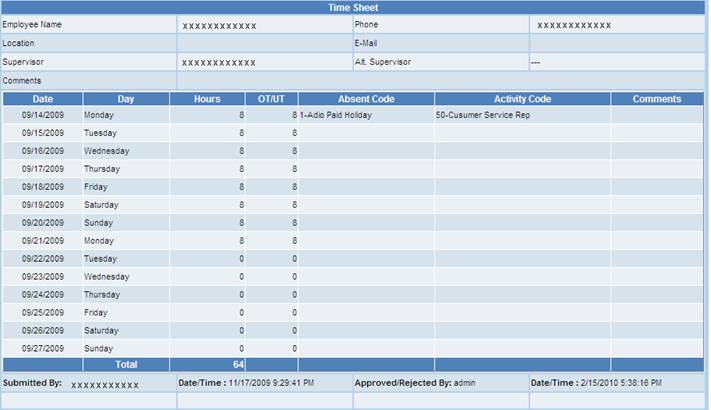 Time Sheet
Employee Name xxxxxxxxxxxx Phone xxxxxxxxxxxx
Location E-Mail
Supervisor xxxxxxxxxxxx Alt. Supervisor ---
Comments
Date Day Hours OT/UT Absent Code Activity Code Comments
09/14/2009 Monday 8 8 1-Adio Paid Holiday 50-Cusumer Service Rep
09/15/2009 Tuesday 8 8
09/16/2009 Wednesday 8 8
09/17/2009 Thursday 8 8
09/18/2009 Friday 8 8
09/19/2009 Saturday 8 8
09/20/2009 Sunday 8 8
09/21/2009 Monday 8 8
09/22/2009 Tuesday 0 0
09/23/2009 Wednesday 0 0
09/24/2009 Thursday 0 0
09/25/2009 Friday 0 0
09/26/2009 Saturday 0 0
09/27/2009 Sunday 0 0
Total 64
Submitted By: xxxxxxxxxxx Date/Time : 11/17/2009 9:29:41 PM Approved/Rejected By: admin Date/Time : 2/15/2010 5:38:16 PM